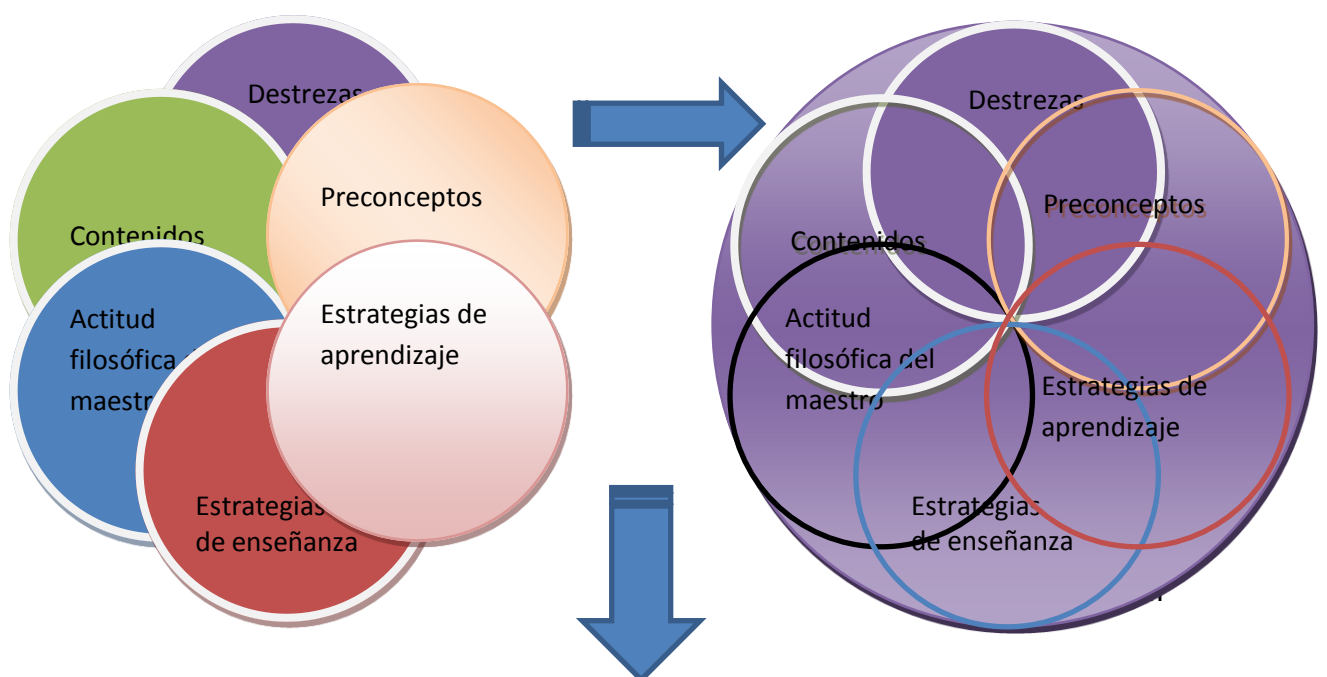 Destrezas
Preconceptos
Contenidos
Estrategias de
aprendizaje
Actitud
filosófica d
maestr
Estrategias
de enseñanza
Destrezas
Preconceptos
Contenidos
Actitud
filosófica del
maestro
Estrategias de
aprendizaje
Estrategias
de enseñanza